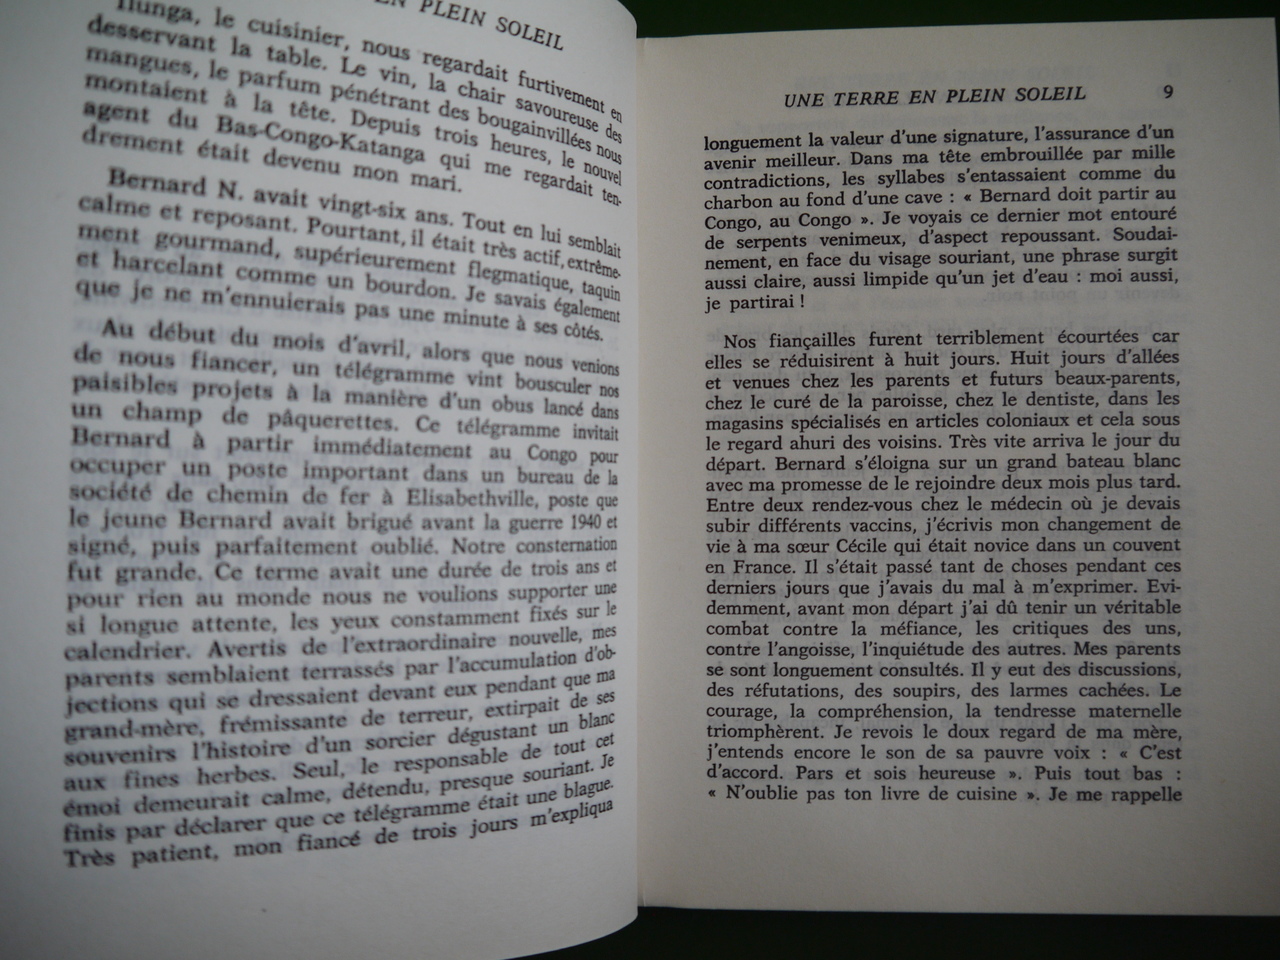 EN PLEIN SOLEIL
Ilunga, le cuisinier, nous regardait furtivement en
desservant la table. Le vin, la chair savoureuse des
mangues, le parfum pénétrant des bougainvillées nous
montaient à la tête. Depuis trois heures, le nouvel
agent du Bas-Congo-Katanga qui me regardait ten-
drement était devenu mon mari.
Bernard N. avait vingt-six ans. Tout en lui semblait
calme et reposant. Pourtant, il était très actif, extrême-
ment gourmand, supérieurement flegmatique, taquin
et harcelant comme un bourdon. Je savais également
que je ne m'ennuierais pas une minute à ses côtés.
Au début du mois d'avril, alors que nous venions
de nous fiancer, un télégramme vint bousculer nos
paisibles projets à la manière d'un obus lancé dans
un champ de pâquerettes. Ce télégramme invitait
Bernard à partir immédiatement au Congo pour
occuper un poste important dans un bureau de la
société de chemin de fer à Elisabethville, poste que
le jeune Bernard avait brigué avant la guerre 1940 et
signé, puis parfaitement oublié. Notre consternation
fut grande. Ce terme avait une durée de trois ans et
pour rien au monde nous ne voulions supporter une
si longue attente, les yeux constamment fixés sur le
calendrier. Avertis de l'extraordinaire nouvelle, mes
parents semblaient terrassés par l'accumulation d'ob-
jections qui se dressaient devant eux pendant que ma
grand-mère, frémissante de terreur, extirpait de ses
souvenirs l'histoire d'un sorcier dégustant un blanc
aux fines herbes. Seul, le responsable de tout cet
émoi demeurait calme, détendu, presque souriant. Je
finis par déclarer que ce télégramme était une blague.
Très patient, mon fiancé de trois jours m'expliqua
UNE TERRE EN PLEIN SOLEIL 9
longuement la valeur d'une signature, l'assurance d'un
avenir meilleur. Dans ma tête embrouillée par mille
contradictions, les syllabes s'entassaient comme du
charbon au fond d'une cave : « Bernard doit partir au
Congo, au Congo ». Je voyais ce dernier mot entouré
de serpents venimeux, d'aspect repoussant. Soudai-
nement, en face du visage souriant, une phrase surgit
aussi claire, aussi limpide qu'un jet d'eau : moi aussi,
je partirai !
Nos fiançailles furent terriblement écourtées car
elles se réduisirent à huit jours. Huit jours d'allées
et venues chez les parents et futurs beaux-parents,
chez le curé de la paroisse, chez le dentiste, dans les
magasins spécialisés en articles coloniaux et cela sous
le regard ahuri des voisins. Très vite arriva le jour du
départ. Bernard s'éloigna sur un grand bateau blanc
avec ma promesse de le rejoindre deux mois plus tard.
Entre deux rendez-vous chez le médecin où je devais
subir différents vaccins, j'écrivis mon changement de
vie à ma sœur Cécile qui était novice dans un couvent
en France. Il s'était passé tant de choses pendant ces
derniers jours que j'avais du mal à m'exprimer. Evi-
demment, avant mon départ j'ai dû tenir un véritable
combat contre la méfiance, les critiques des uns,
contre l'angoisse, l'inquiétude des autres. Mes parents
se sont longuement consultés. Il y eut des discussions,
des réfutations, des soupirs, des larmes cachées. Le
courage, la compréhension, la tendresse maternelle
triomphèrent. Je revois le doux regard de ma mère,
j'entends encore le son de sa pauvre voix : « C'est
d'accord. Pars et sois heureuse ». Puis tout bas :
« N'oublie pas ton livre de cuisine ». Je me rappelle